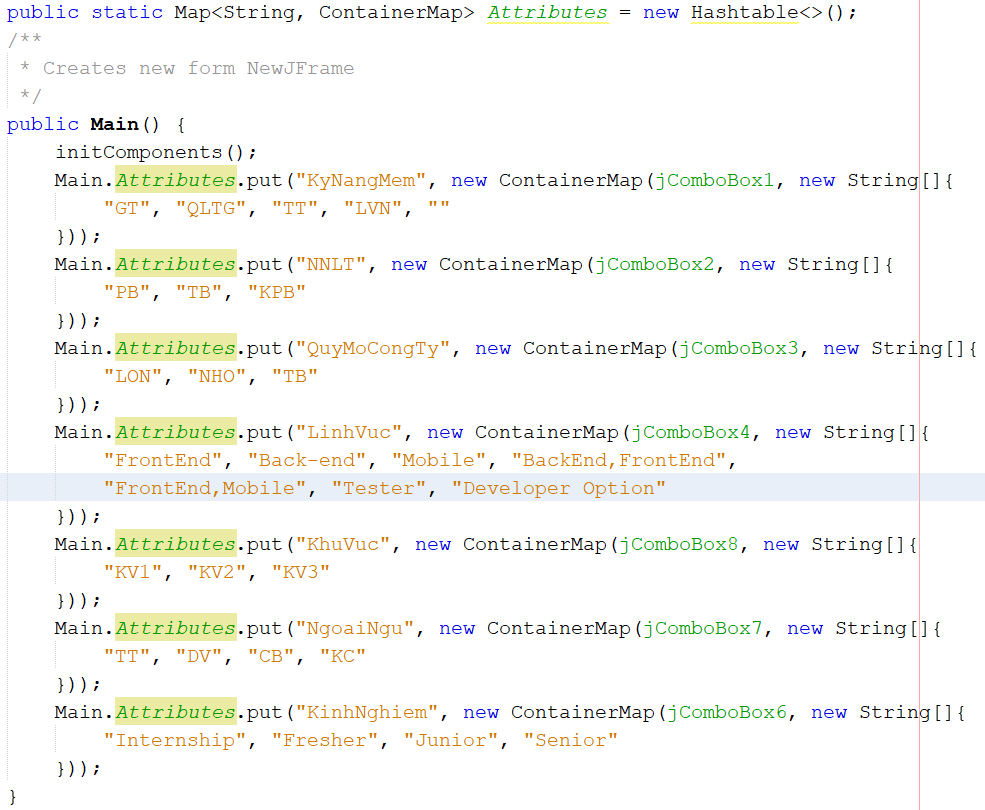 public static Map<String, ContainerMap> Attributes = new Hashtable<>();
/**
 * Creates new form NewJFrame
 */
public Main() {
    initComponents();
    Main.Attributes.put("KyNangMem", new ContainerMap(jComboBox1, new String[]{
        "GT", "QLTG", "TT", "LVN", ""
    }));
    Main.Attributes.put("NNLT", new ContainerMap(jComboBox2, new String[]{
        "PB", "TB", "KPB"
    }));
    Main.Attributes.put("QuyMoCongTy", new ContainerMap(jComboBox3, new String[]{
        "LON", "NHO", "TB"
    }));
    Main.Attributes.put("LinhVuc", new ContainerMap(jComboBox4, new String[]{
        "FrontEnd", "Back-end", "Mobile", "BackEnd,FrontEnd",
        "FrontEnd,Mobile", "Tester", "Developer Option"
    }));
    Main.Attributes.put("KhuVuc", new ContainerMap(jComboBox8, new String[]{
        "KV1", "KV2", "KV3"
    }));
    Main.Attributes.put("NgoaiNgu", new ContainerMap(jComboBox7, new String[]{
        "TT", "DV", "CB", "KC"
    }));
    Main.Attributes.put("KinhNghiem", new ContainerMap(jComboBox6, new String[]{
        "Internship", "Fresher", "Junior", "Senior"
    }));
}